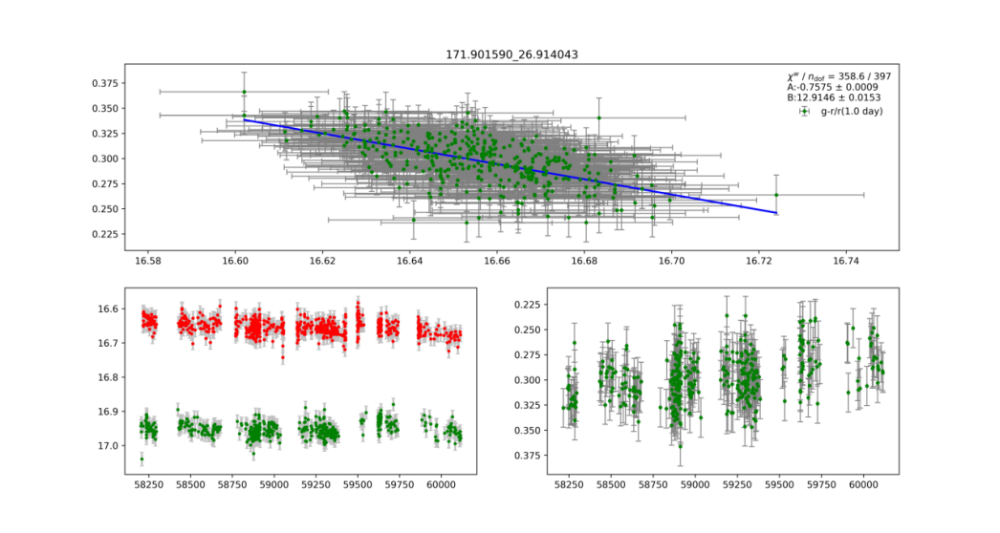 171.901590_26.914043
χʷ / n_dof = 358.6 / 397
A:-0.7575 ± 0.0009
B:12.9146 ± 0.0153
g-r/r(1.0 day)
0.375
0.350
0.325
0.300
0.275
0.250
0.225
16.58 16.60 16.62 16.64 16.66 16.68 16.70 16.72 16.74
16.6
16.7
16.8
16.9
17.0
58250 58500 58750 59000 59250 59500 59750 60000
0.225
0.250
0.275
0.300
0.325
0.350
0.375
58250 58500 58750 59000 59250 59500 59750 60000